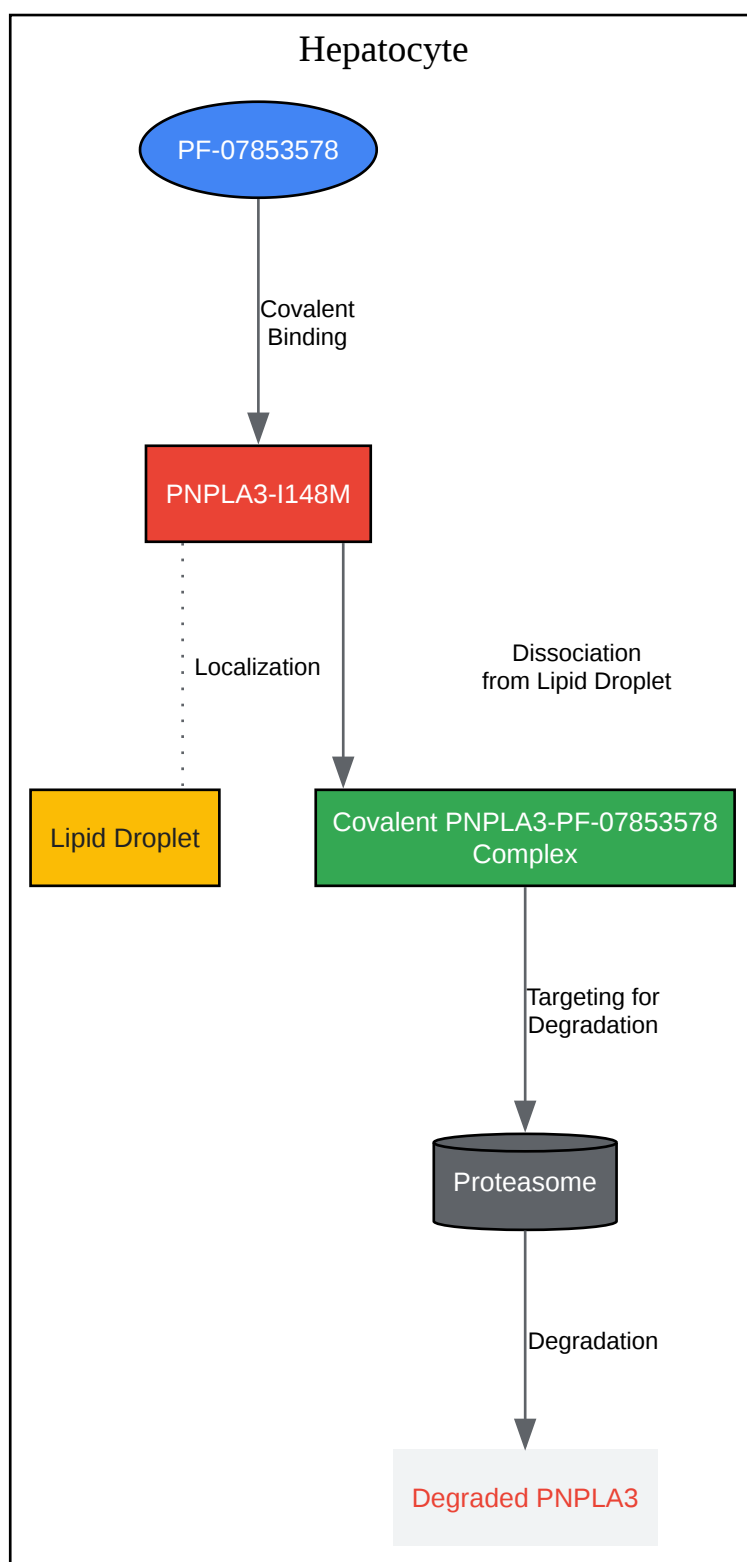 Hepatocyte
PF-07853578
Covalent
Binding
PNPLA3-I148M
Localization
Dissociation
from Lipid Droplet
Lipid Droplet
Covalent PNPLA3-PF-07853578
Complex
Targeting for
Degradation
Proteasome
Degradation
Degraded PNPLA3